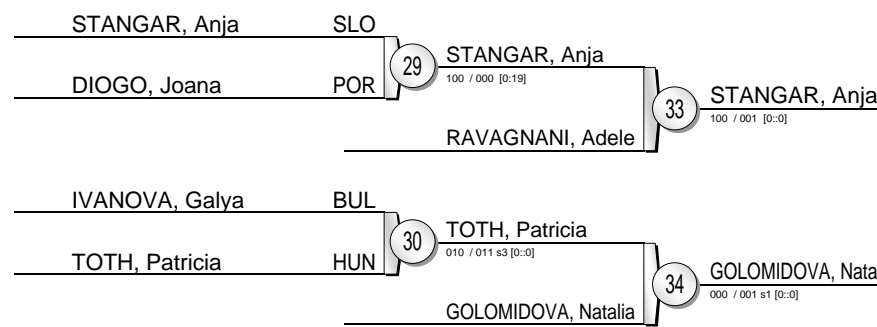 STANGAR, Anja SLO
29 STANGAR, Anja
100 / 000 [0:19]
DIOGO, Joana POR
33 STANGAR, Anja
100 / 001 [0::0]
RAVAGNANI, Adele
IVANOVA, Galya BUL
30 TOTH, Patricia
010 / 011 s3 [0::0]
TOTH, Patricia HUN
34 GOLOMIDOVA, Nata
000 / 001 s1 [0::0]
GOLOMIDOVA, Natalia